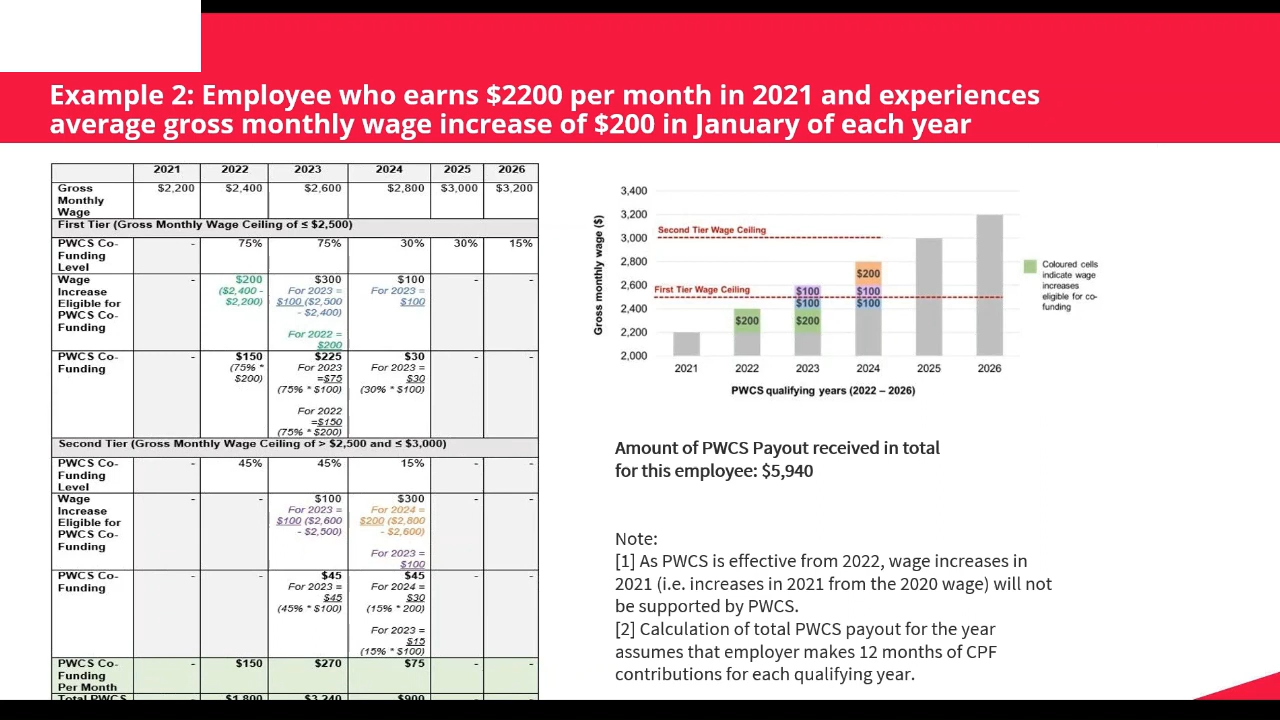 Example 2: Employee who earns $2200 per month in 2021 and experiences
average gross monthly wage increase of $200 in January of each year
2021 2022 2023 2024 2025 2026
Gross $2,200 $2,400 $2,600 $2,800 $3,000 $3,200
Monthly
Wage
First Tier (Gross Monthly Wage Ceiling of ≤ $2,500)
PWCS Co- - 75% 75% 30% 30% 15%
Funding
Level
Wage - $200 $300 $100 - -
Increase ($2,400 - For 2023 = For 2023 =
Eligible for $2,200) $100 ($2,500 $100
PWCS Co- - $2,400)
Funding
For 2022 =
$200
PWCS Co- - $150 $225 $30 - -
Funding (75% * For 2023 For 2023 =
$200) =$75 $30
(75% * $100) (30% * $100)
For 2022
=$150
(75% * $200)
Second Tier (Gross Monthly Wage Ceiling of > $2,500 and ≤ $3,000)
PWCS Co- - 45% 45% 15% - -
Funding
Level
Wage - - $100 $300 - -
Increase For 2023 = For 2024 =
Eligible for $100 ($2,600 $200 ($2,800
PWCS Co- - $2,500) - $2,600)
Funding
For 2023 =
$100
PWCS Co- - - $45 $45 - -
Funding For 2023 = For 2024 =
$45 $30
(45% * $100) (15% * 200)
For 2023 =
$15
(15% * $100)
PWCS Co- - $150 $270 $75 - -
Funding
Per Month
Total PWCS $1,800 $3,240 $900
Gross monthly wage ($)
3,400
3,200
3,000
2,800
2,600
2,400
2,200
2,000
Second Tier Wage Ceiling
First Tier Wage Ceiling
$200
$100
$100
$200
$200
$100
$100
2021 2022 2023 2024 2025 2026
PWCS qualifying years (2022 – 2026)
Coloured cells
indicate wage
increases
eligible for co-
funding
Amount of PWCS Payout received in total
for this employee: $5,940
Note:
[1] As PWCS is effective from 2022, wage increases in
2021 (i.e. increases in 2021 from the 2020 wage) will not
be supported by PWCS.
[2] Calculation of total PWCS payout for the year
assumes that employer makes 12 months of CPF
contributions for each qualifying year.